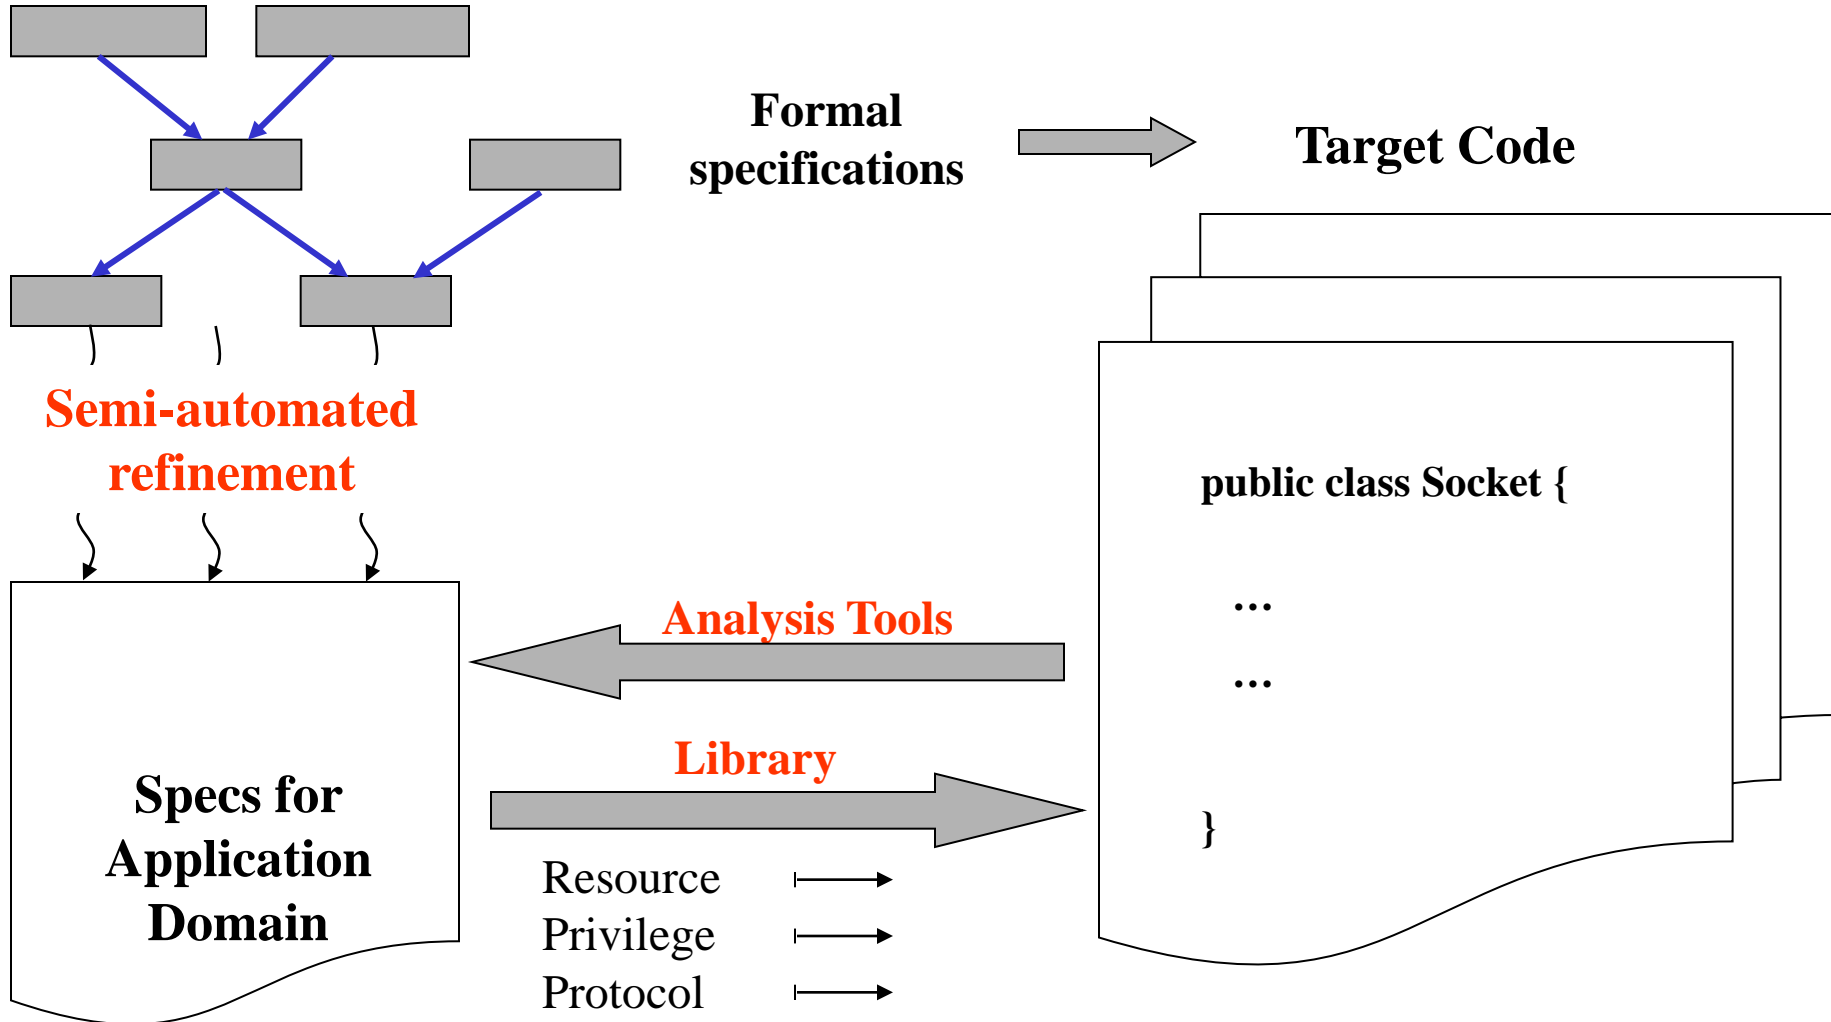 Formal
specifications
Target Code
Semi-automated
refinement
public class Socket {
...
...
}
Analysis Tools
Library
Specs for
Application
Domain
Resource
Privilege
Protocol